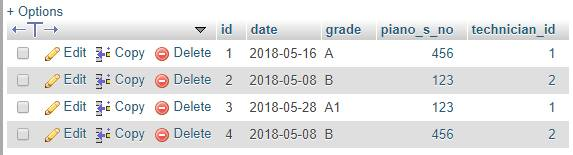 + Options
←T→ id date grade piano_s_no technician_id
Edit Copy Delete 1 2018-05-16 A 456 1
Edit Copy Delete 2 2018-05-08 B 123 2
Edit Copy Delete 3 2018-05-28 A1 123 1
Edit Copy Delete 4 2018-05-08 B 456 2